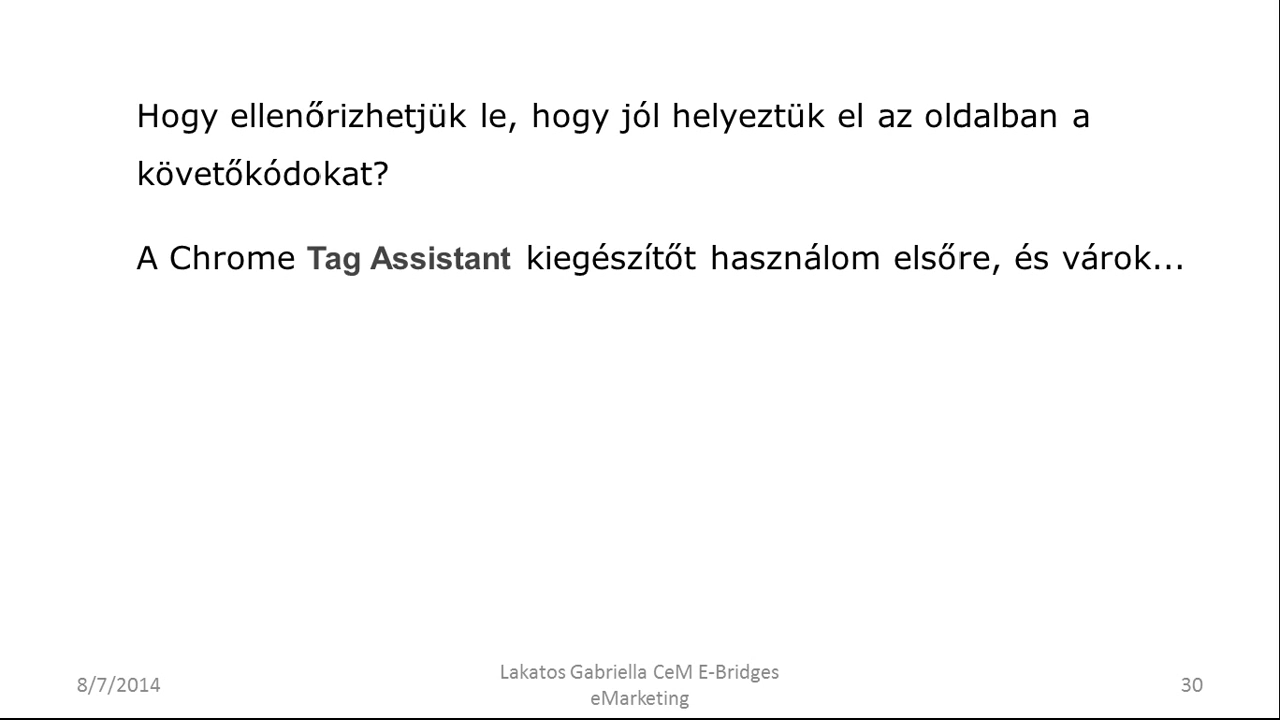 Hogy ellenőrizhetjük le, hogy jól helyeztük el az oldalban a
követőkódokat?
A Chrome Tag Assistant kiegészítőt használom elsőre, és várok...
8/7/2014
Lakatos Gabriella CeM E-Bridges
eMarketing
30